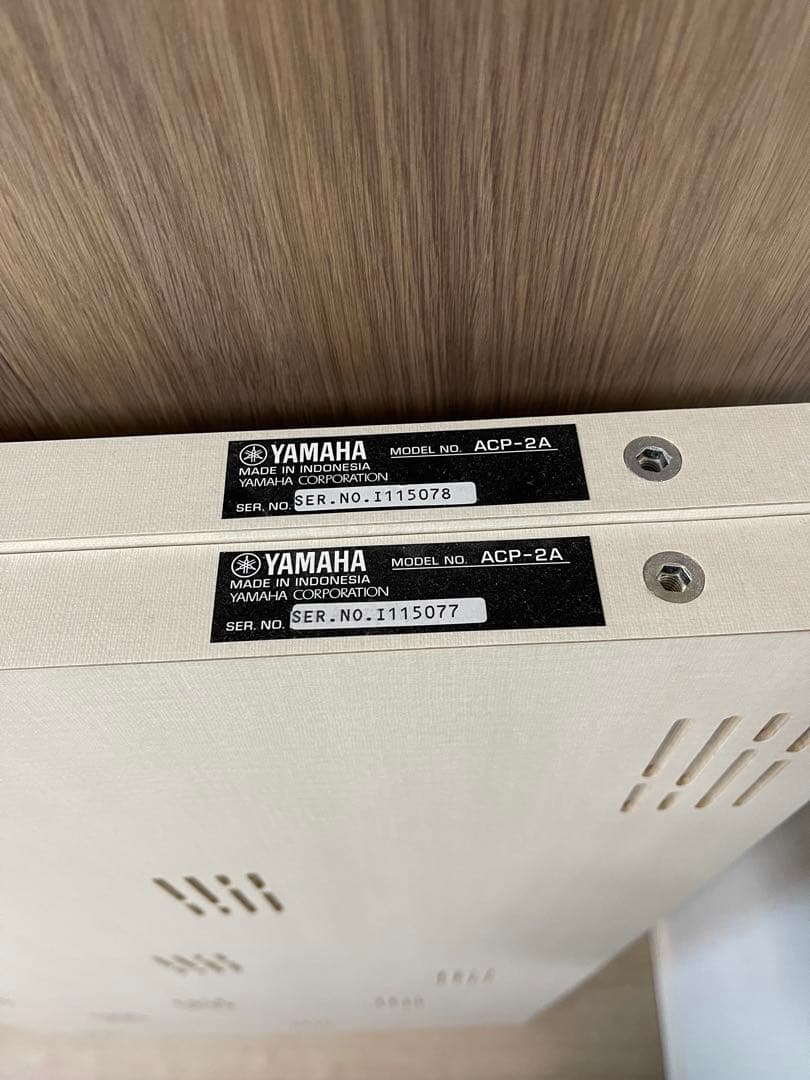 YAMAHA MODEL NO. ACP-2A
MADE IN INDONESIA
YAMAHA CORPORATION
SER. NO. SER.NO.I115078
YAMAHA MODEL NO. ACP-2A
MADE IN INDONESIA
YAMAHA CORPORATION
SER. NO. SER.NO.I115077